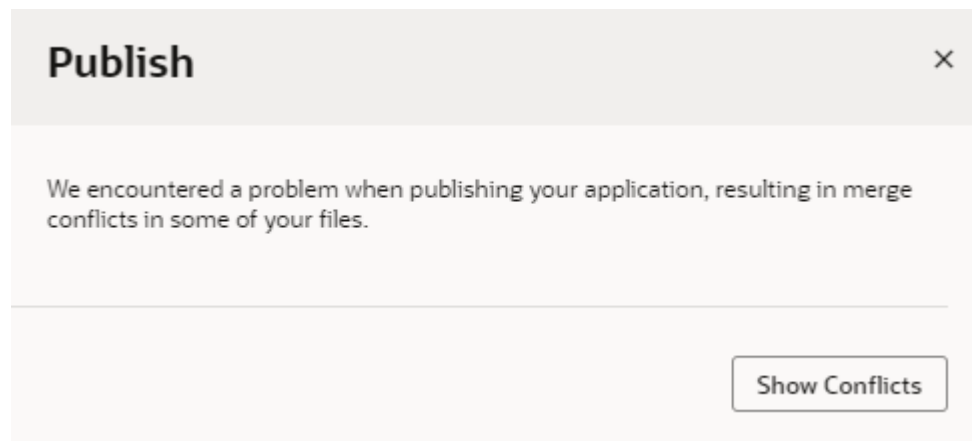 Publish
We encountered a problem when publishing your application, resulting in merge
conflicts in some of your files.
Show Conflicts